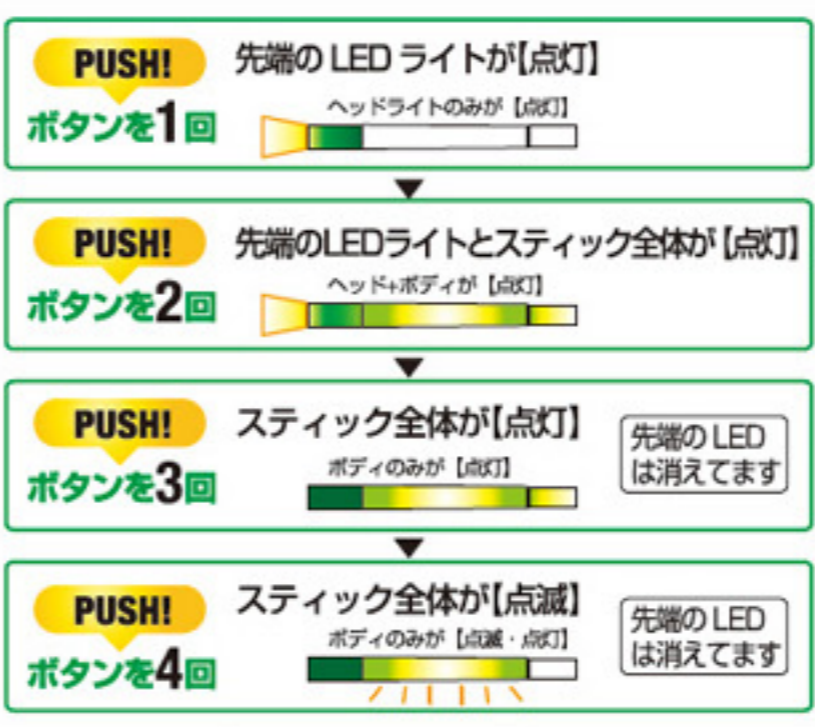 PUSH!
ボタンを1回
先端のLEDライトが【点灯】
ヘッドライトのみが【点灯】
PUSH!
ボタンを2回
先端のLEDライトとスティック全体が【点灯】
ヘッド+ボディが【点灯】
PUSH!
ボタンを3回
スティック全体が【点灯】
ボディのみが【点灯】
先端のLED
は消えてます
PUSH!
ボタンを4回
スティック全体が【点滅】
ボディのみが【点滅・点灯】
先端のLED
は消えてます